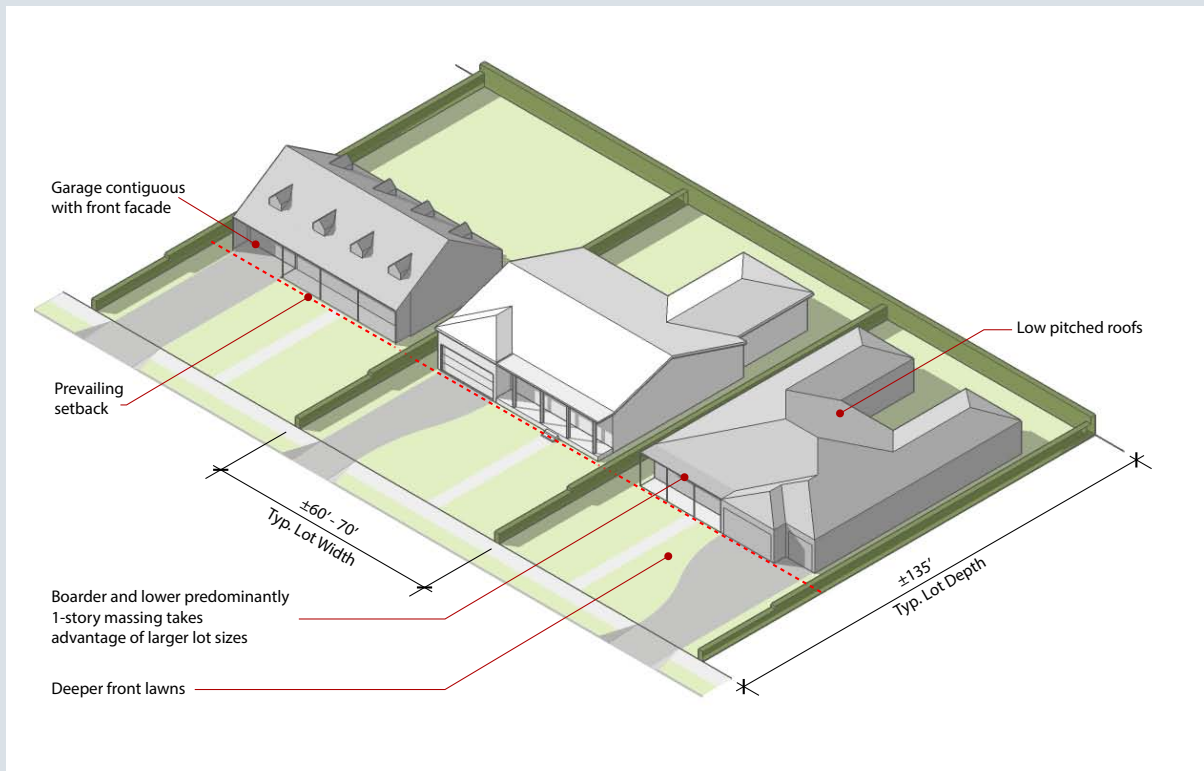 Garage contiguous
with front facade
Low pitched roofs
Prevailing
setback
±60′ - 70′
Typ. Lot Width
±135′
Typ. Lot Depth
Boarder and lower predominantly
1-story massing takes
advantage of larger lot sizes
Deeper front lawns